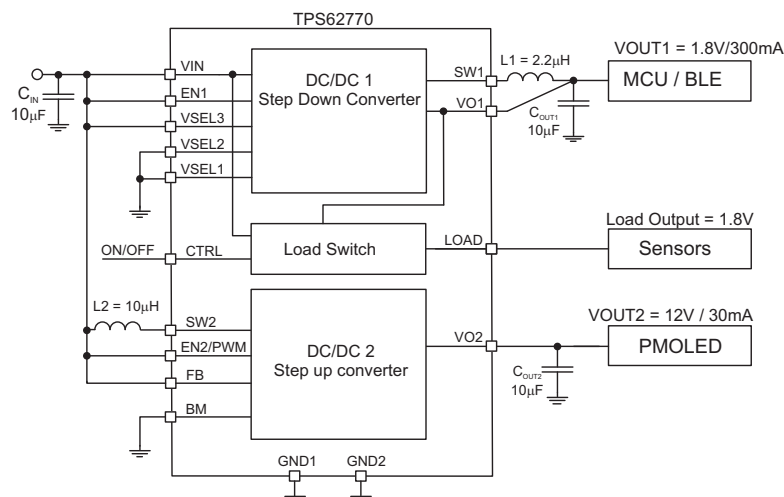 TPS62770
VIN
EN1
VSEL3
VSEL2
VSEL1
DC/DC 1
Step Down Converter
SW1
VO1
L1 = 2.2μH
VOUT1 = 1.8V/300mA
MCU / BLE
C_IN
10μF
C_OUT1
10μF
ON/OFF
CTRL
Load Switch
LOAD
Load Output = 1.8V
Sensors
L2 = 10μH
SW2
EN2/PWM
FB
BM
DC/DC 2
Step up converter
VO2
VOUT2 = 12V / 30mA
PMOLED
C_OUT2
10μF
GND1
GND2